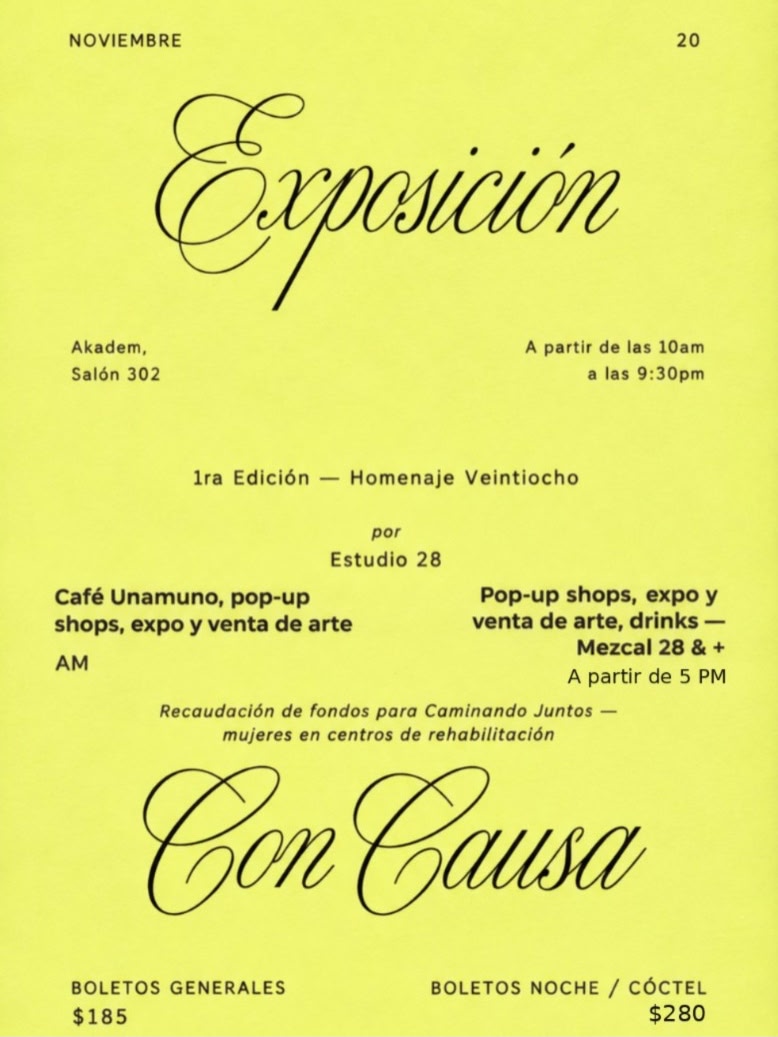 NOVIEMBRE 20
Exposición
Akadem, A partir de las 10am
Salón 302 a las 9:30pm
1ra Edición — Homenaje Veintiocho
por
Estudio 28
Café Unamuno, pop-up
shops, expo y venta de arte
AM
Pop-up shops, expo y
venta de arte, drinks —
Mezcal 28 & +
A partir de 5 PM
Recaudación de fondos para Caminando Juntos —
mujeres en centros de rehabilitación
Con Causa
BOLETOS GENERALES
$185
BOLETOS NOCHE / CÓCTEL
$280